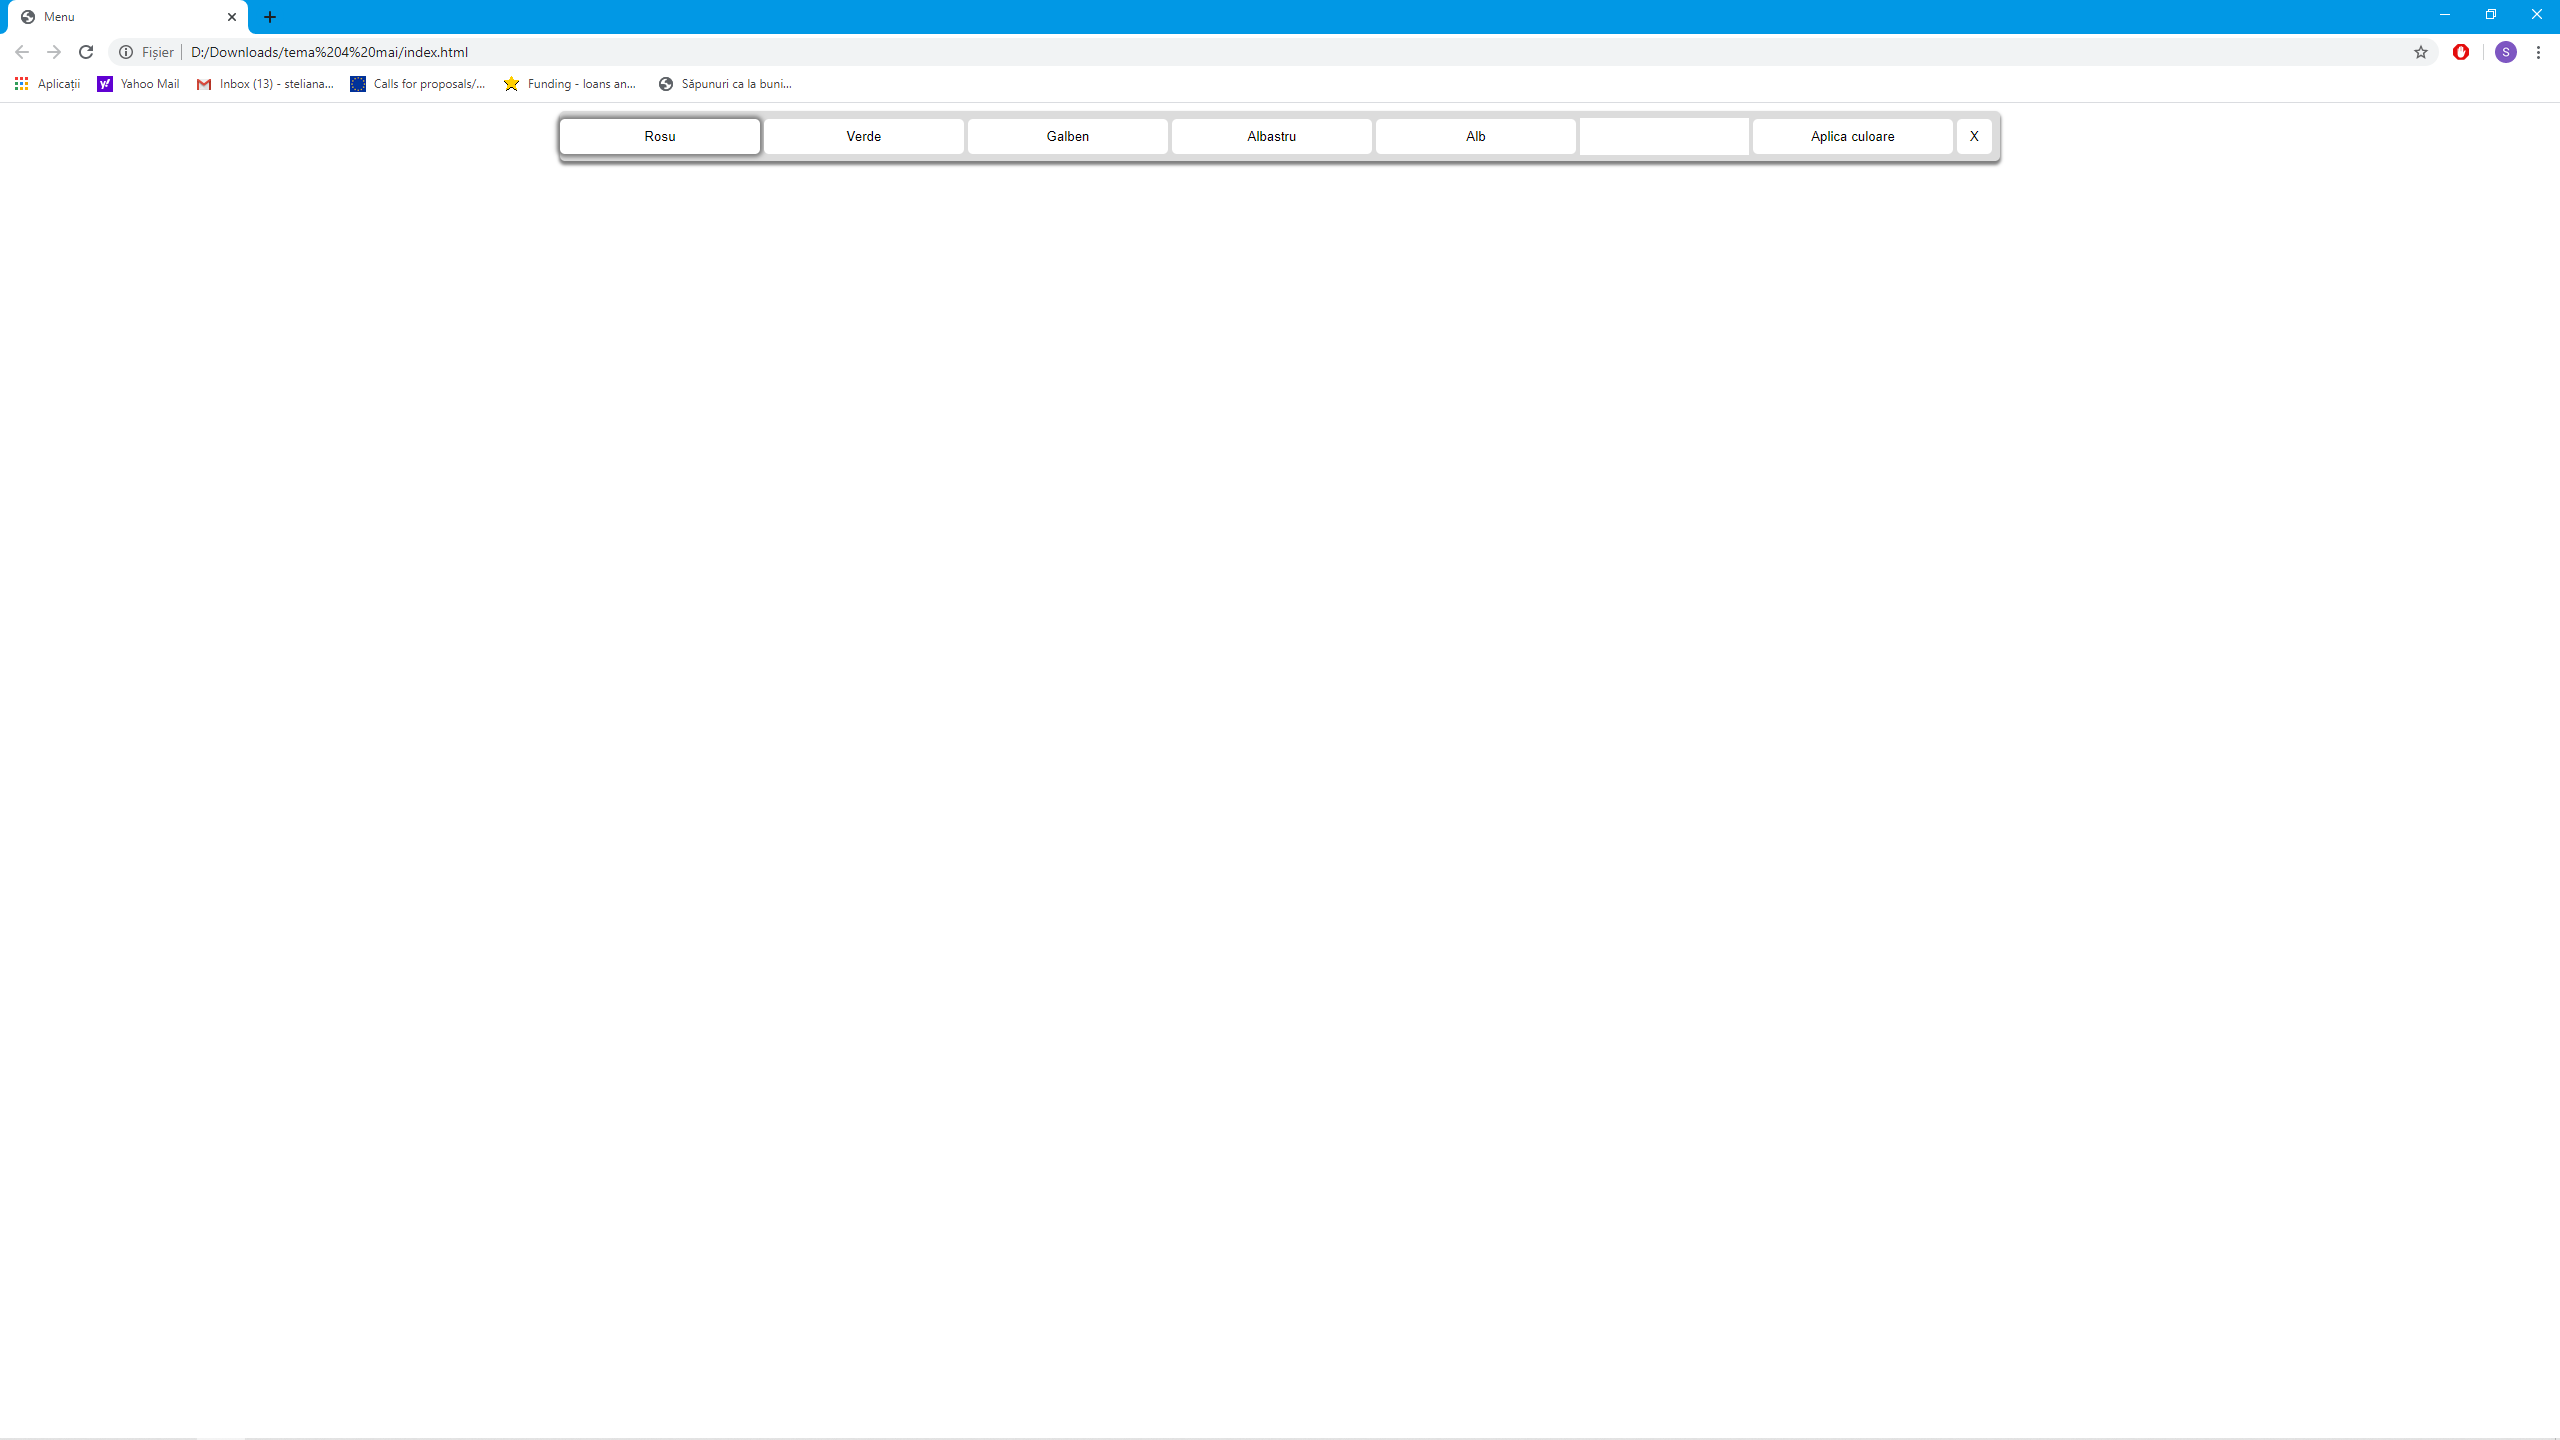 Menu
Fișier D:/Downloads/tema%204%20mai/index.html
S
Aplicații Yahoo Mail Inbox (13) - steliana... Calls for proposals/... Funding - loans an... Săpunuri ca la buni...
Rosu Verde Galben Albastru Alb Aplica culoare X